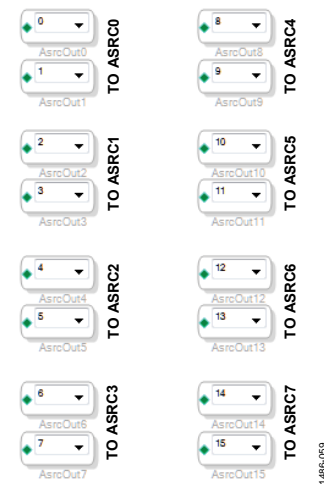 0
AsrcOut0
1
AsrcOut1
TO ASRC0
2
AsrcOut2
3
AsrcOut3
TO ASRC1
4
AsrcOut4
5
AsrcOut5
TO ASRC2
6
AsrcOut6
7
AsrcOut7
TO ASRC3
8
AsrcOut8
9
AsrcOut9
TO ASRC4
10
AsrcOut10
11
AsrcOut11
TO ASRC5
12
AsrcOut12
13
AsrcOut13
TO ASRC6
14
AsrcOut14
15
AsrcOut15
TO ASRC7
1486-059